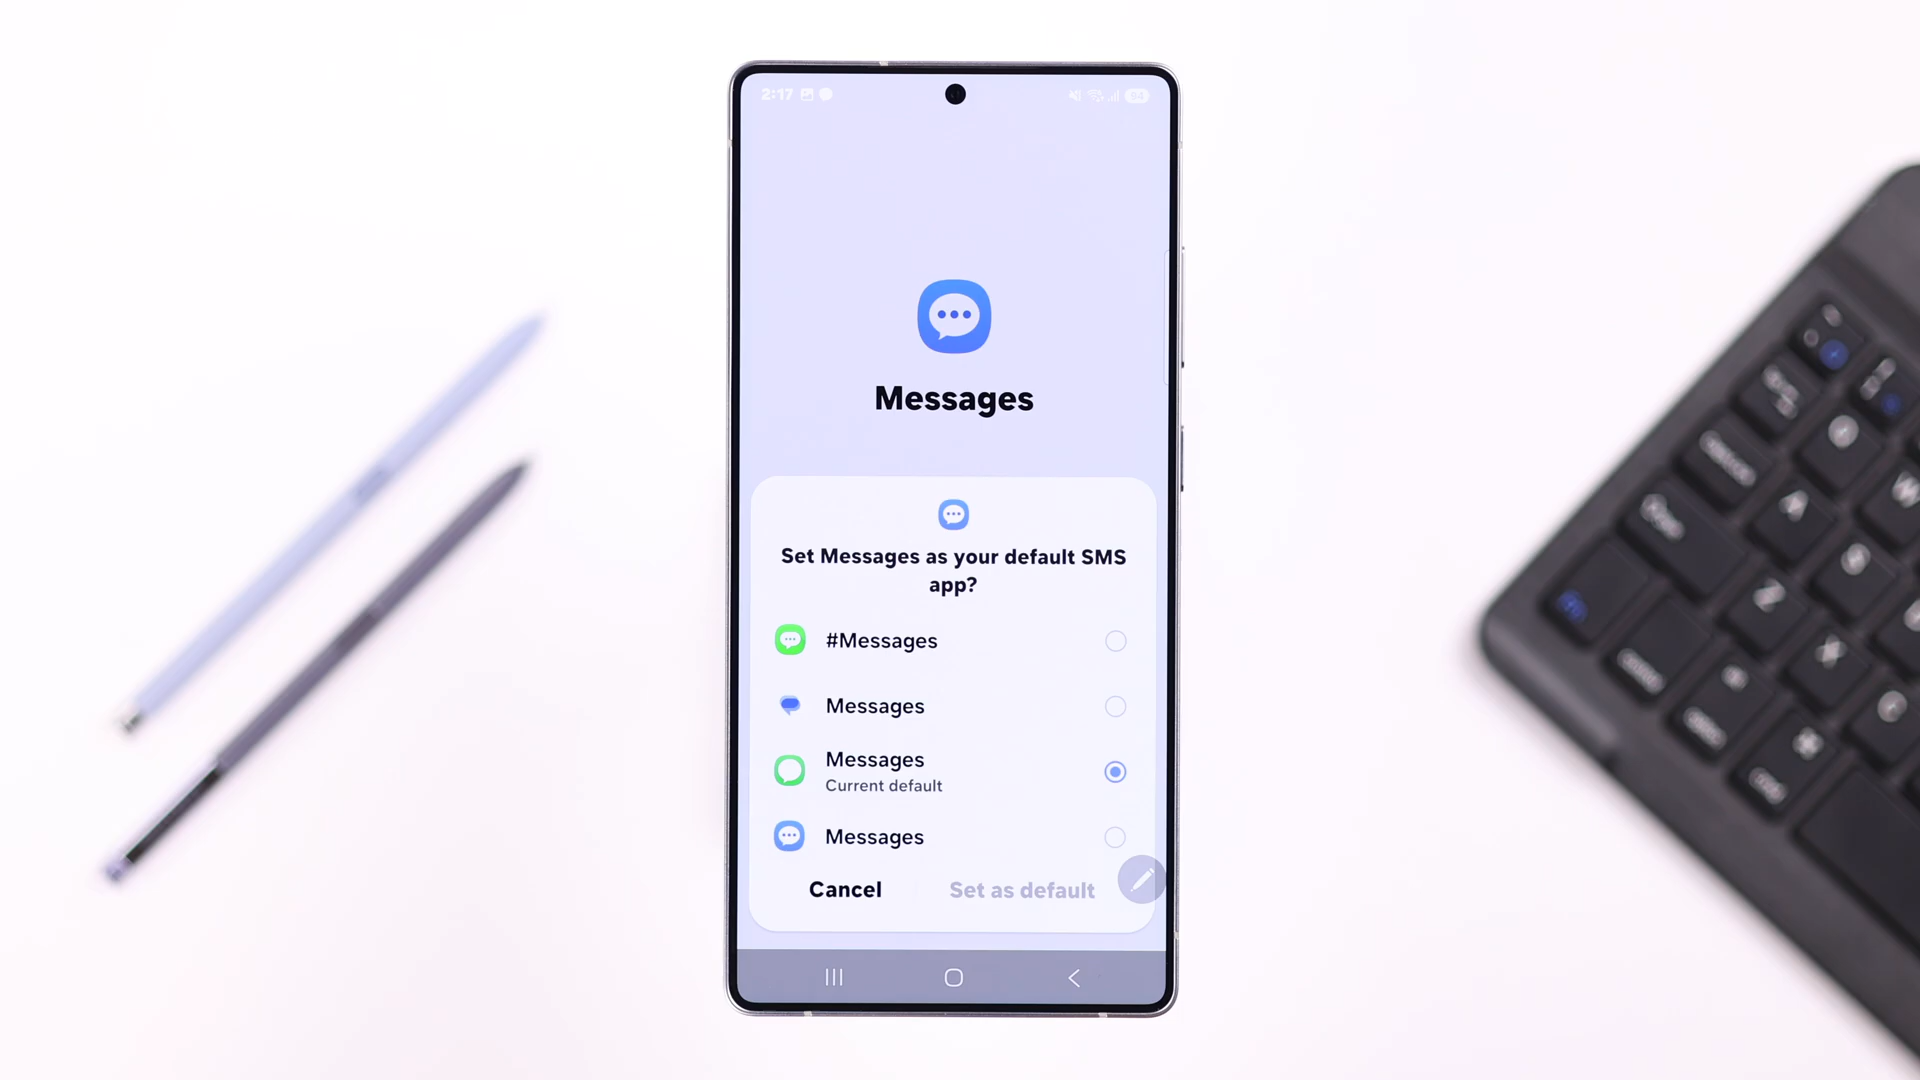 2:17
94
Messages
Set Messages as your default SMS
app?
#Messages
Messages
Messages
Current default
Messages
Cancel
Set as default